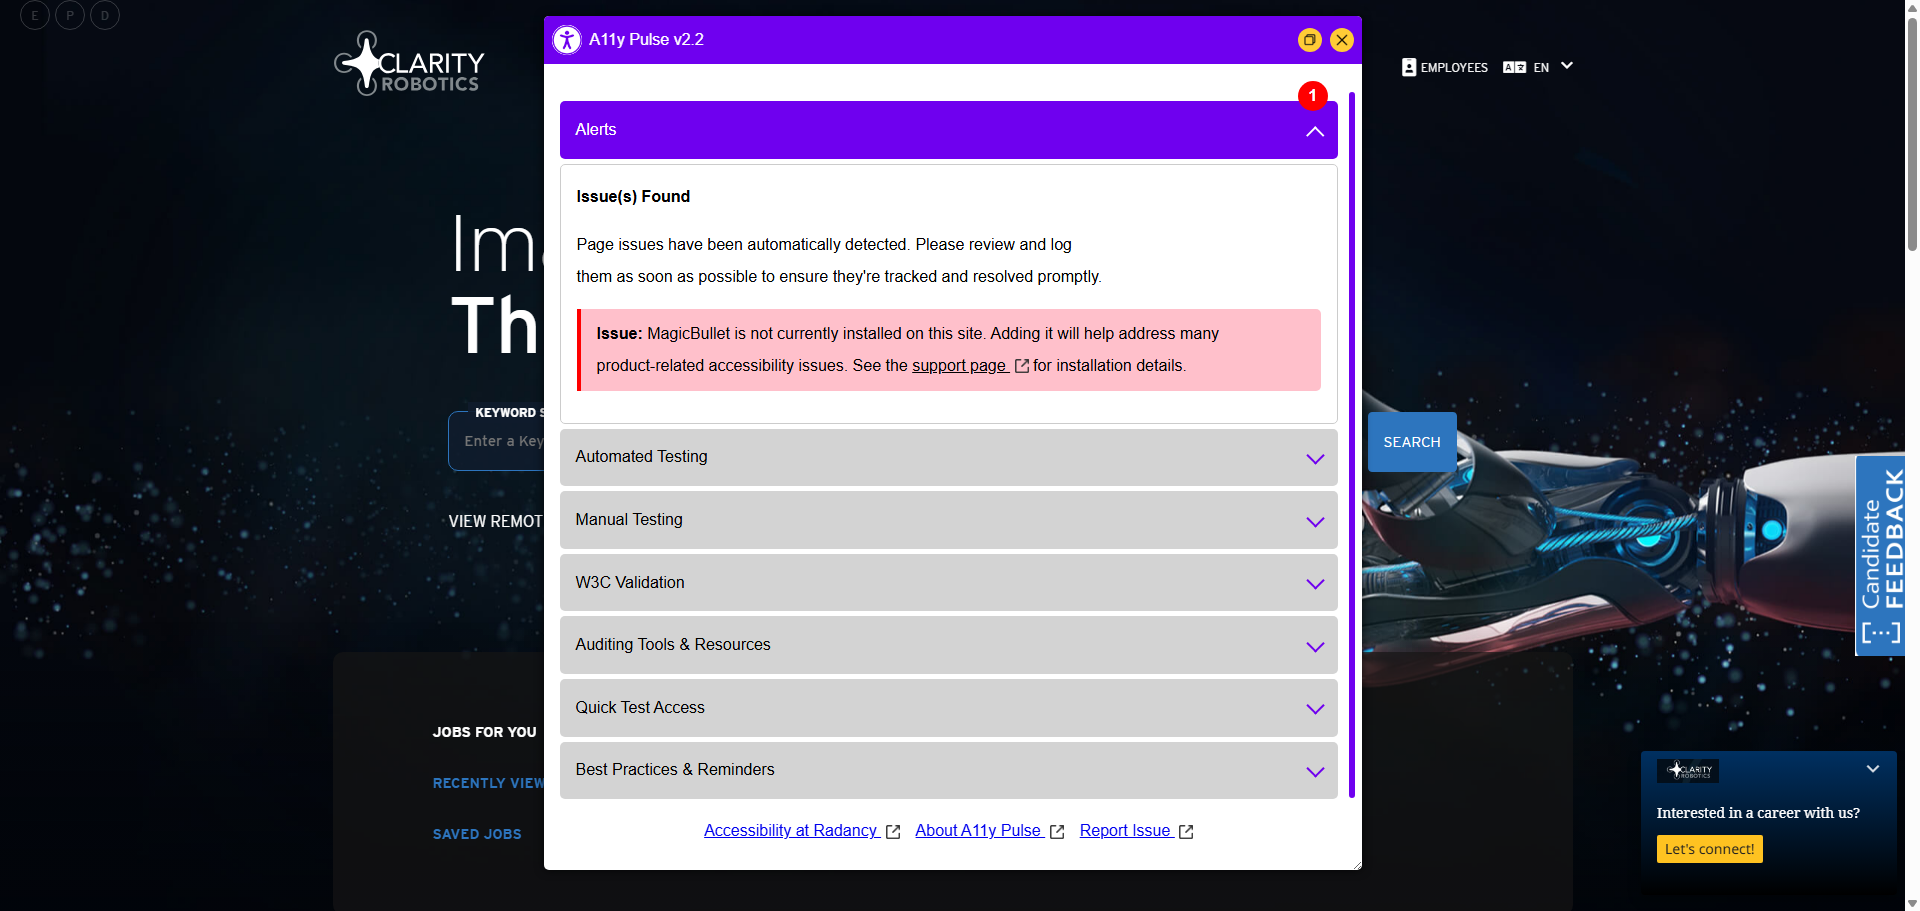 E P D
CLARITY
ROBOTICS
EMPLOYEES
EN
A11y Pulse v2.2
1
Alerts
Issue(s) Found
Page issues have been automatically detected. Please review and log
them as soon as possible to ensure they're tracked and resolved promptly.
Issue: MagicBullet is not currently installed on this site. Adding it will help address many
product-related accessibility issues. See the support page for installation details.
Automated Testing
Manual Testing
W3C Validation
Auditing Tools & Resources
Quick Test Access
Best Practices & Reminders
Accessibility at Radancy About A11y Pulse Report Issue
Im
Th
KEYWORD S
Enter a Key
SEARCH
VIEW REMOT
JOBS FOR YOU
RECENTLY VIEW
SAVED JOBS
Candidate
FEEDBACK
CLARITY
ROBOTICS
Interested in a career with us?
Let's connect!